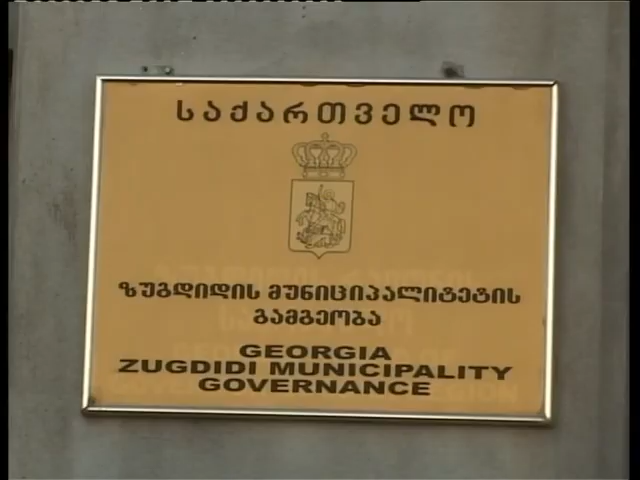 საქართველო
ზუგდიდის მუნიციპალიტეტის
გამგეობა
GEORGIA
ZUGDIDI MUNICIPALITY
GOVERNANCE